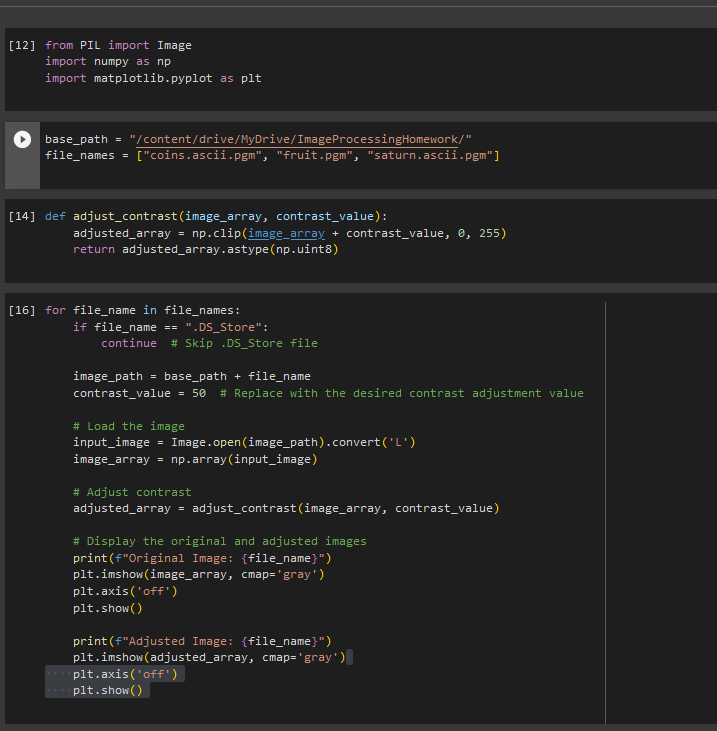 [12] from PIL import Image
import numpy as np
import matplotlib.pyplot as plt
base_path = "/content/drive/MyDrive/ImageProcessingHomework/"
file_names = ["coins.ascii.pgm", "fruit.pgm", "saturn.ascii.pgm"]
[14] def adjust_contrast(image_array, contrast_value):
    adjusted_array = np.clip(image_array + contrast_value, 0, 255)
    return adjusted_array.astype(np.uint8)
[16] for file_name in file_names:
    if file_name == ".DS_Store":
        continue  # Skip .DS_Store file
    image_path = base_path + file_name
    contrast_value = 50  # Replace with the desired contrast adjustment value
    # Load the image
    input_image = Image.open(image_path).convert('L')
    image_array = np.array(input_image)
    # Adjust contrast
    adjusted_array = adjust_contrast(image_array, contrast_value)
    # Display the original and adjusted images
    print(f"Original Image: {file_name}")
    plt.imshow(image_array, cmap='gray')
    plt.axis('off')
    plt.show()
    print(f"Adjusted Image: {file_name}")
    plt.imshow(adjusted_array, cmap='gray')
    plt.axis('off')
    plt.show()